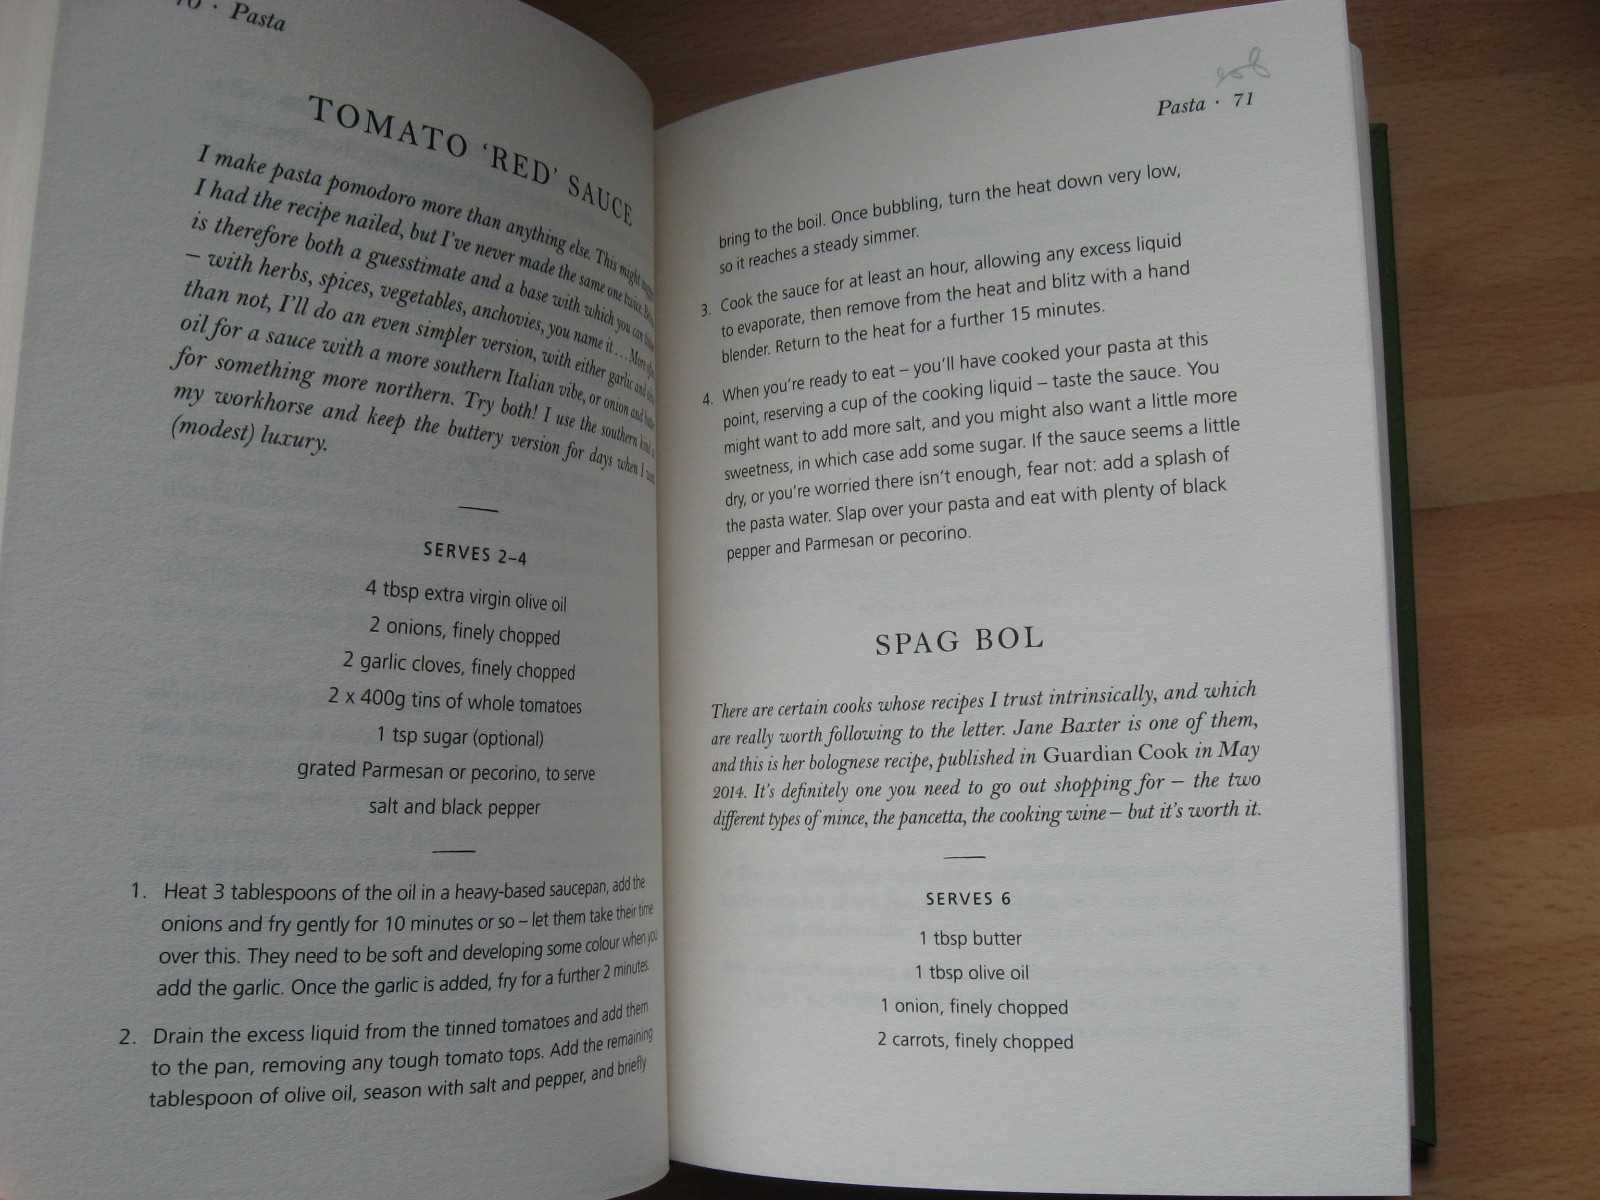 70 · Pasta
TOMATO ‘RED’ SAUCE
I make pasta pomodoro more than anything else. This might
I had the recipe nailed, but I’ve never made the same one twice.
is therefore both a guesstimate and a base with which you can
– with herbs, spices, vegetables, anchovies, you name it … More
than not, I’ll do an even simpler version, with either garlic and
oil for a sauce with a more southern Italian vibe, or onion and
for something more northern. Try both! I use the southern kind
my workhorse and keep the buttery version for days when I
(modest) luxury.
SERVES 2–4
4 tbsp extra virgin olive oil
2 onions, finely chopped
2 garlic cloves, finely chopped
2 x 400g tins of whole tomatoes
1 tsp sugar (optional)
grated Parmesan or pecorino, to serve
salt and black pepper
1. Heat 3 tablespoons of the oil in a heavy-based saucepan, add the
onions and fry gently for 10 minutes or so – let them take their time
over this. They need to be soft and developing some colour when you
add the garlic. Once the garlic is added, fry for a further 2 minutes.
2. Drain the excess liquid from the tinned tomatoes and add them
to the pan, removing any tough tomato tops. Add the remaining
tablespoon of olive oil, season with salt and pepper, and briefly
Pasta · 71
bring to the boil. Once bubbling, turn the heat down very low,
so it reaches a steady simmer.
3. Cook the sauce for at least an hour, allowing any excess liquid
to evaporate, then remove from the heat and blitz with a hand
blender. Return to the heat for a further 15 minutes.
4. When you’re ready to eat – you’ll have cooked your pasta at this
point, reserving a cup of the cooking liquid – taste the sauce. You
might want to add more salt, and you might also want a little more
sweetness, in which case add some sugar. If the sauce seems a little
dry, or you’re worried there isn’t enough, fear not: add a splash of
the pasta water. Slap over your pasta and eat with plenty of black
pepper and Parmesan or pecorino.
SPAG BOL
There are certain cooks whose recipes I trust intrinsically, and which
are really worth following to the letter. Jane Baxter is one of them,
and this is her bolognese recipe, published in Guardian Cook in May
2014. It’s definitely one you need to go out shopping for – the two
different types of mince, the pancetta, the cooking wine – but it’s worth it.
SERVES 6
1 tbsp butter
1 tbsp olive oil
1 onion, finely chopped
2 carrots, finely chopped